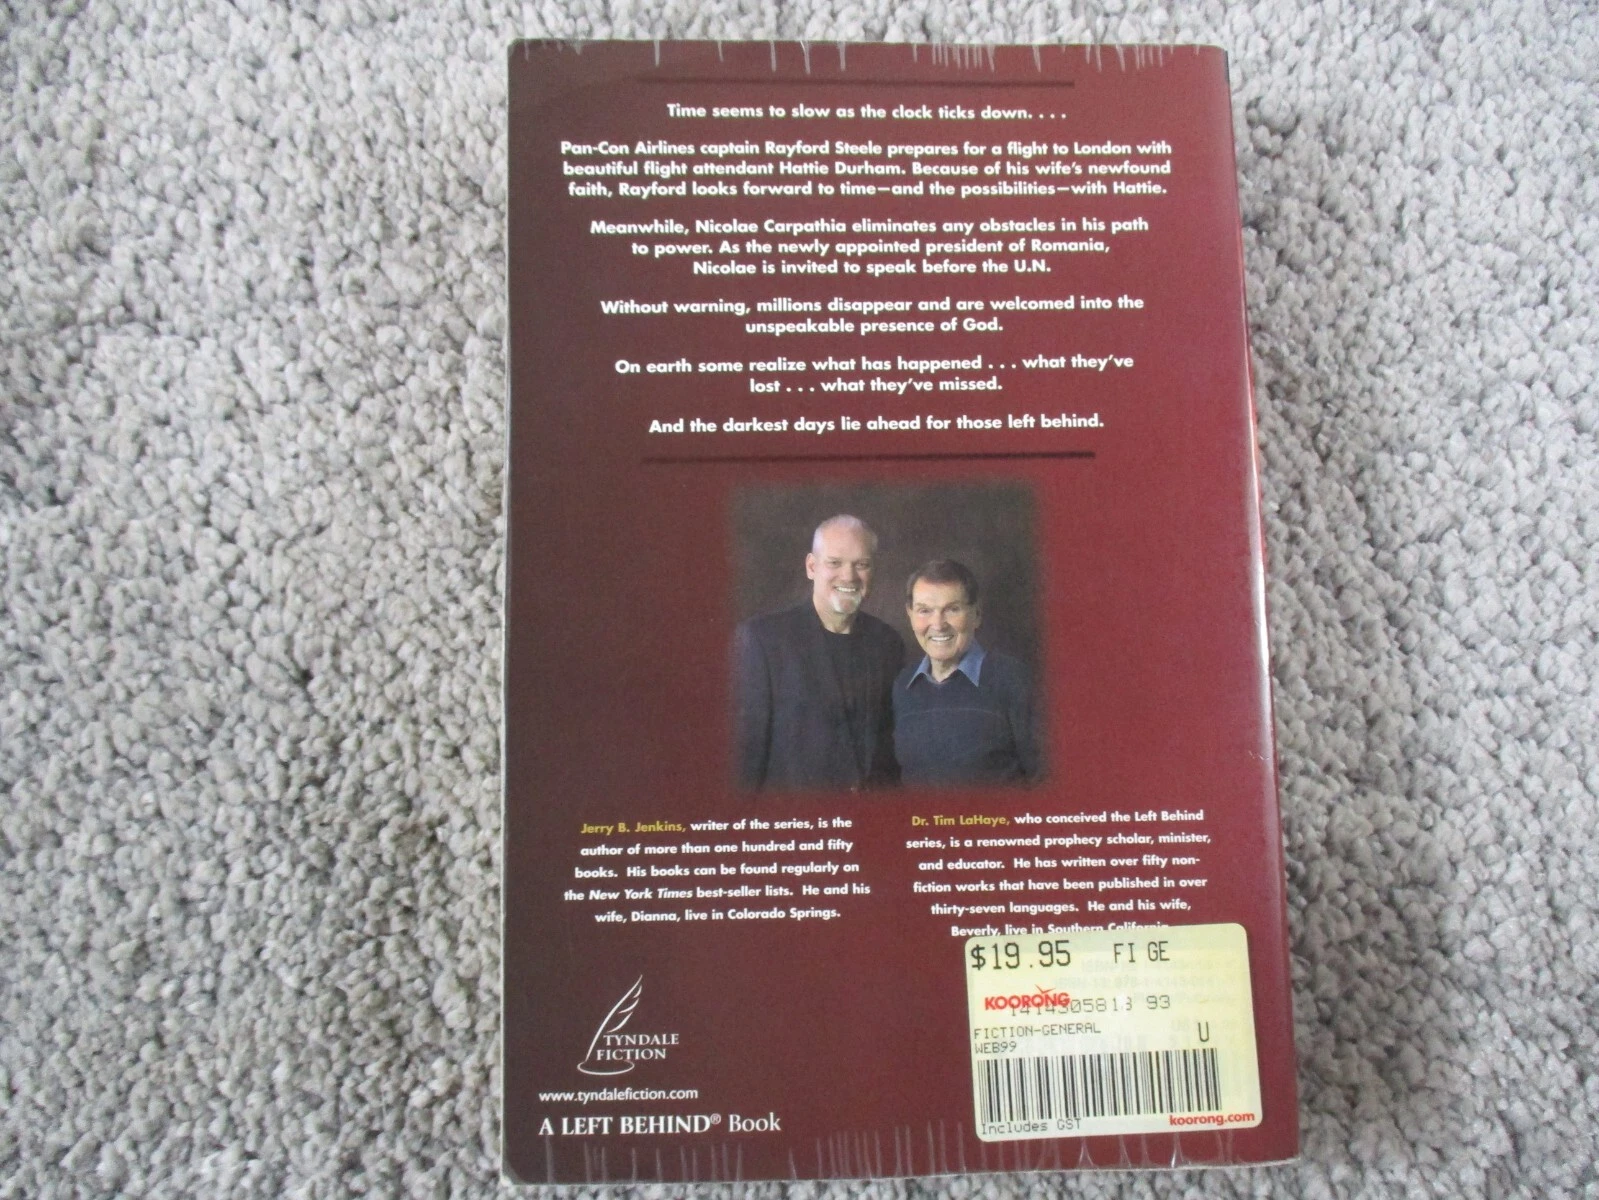 Time seems to slow as the clock ticks down. . . .
Pan-Con Airlines captain Rayford Steele prepares for a flight to London with
beautiful flight attendant Hattie Durham. Because of his wife's newfound
faith, Rayford looks forward to time—and the possibilities—with Hattie.
Meanwhile, Nicolae Carpathia eliminates any obstacles in his path
to power. As the newly appointed president of Romania,
Nicolae is invited to speak before the U.N.
Without warning, millions disappear and are welcomed into the
unspeakable presence of God.
On earth some realize what has happened . . . what they've
lost . . . what they've missed.
And the darkest days lie ahead for those left behind.
Jerry B. Jenkins, writer of the series, is the
author of more than one hundred and fifty
books. His books can be found regularly on
the New York Times best-seller lists. He and his
wife, Dianna, live in Colorado Springs.
Dr. Tim LaHaye, who conceived the Left Behind
series, is a renowned prophecy scholar, minister,
and educator. He has written over fifty non-
fiction works that have been published in over
thirty-seven languages. He and his wife,
Beverly, live in Southern California.
TYNDALE
FICTION
www.tyndalefiction.com
A LEFT BEHIND® Book
$19.95 FI GE
KOORONG
93
FICTION-GENERAL
WEB99 U
Includes GST
koorong.com